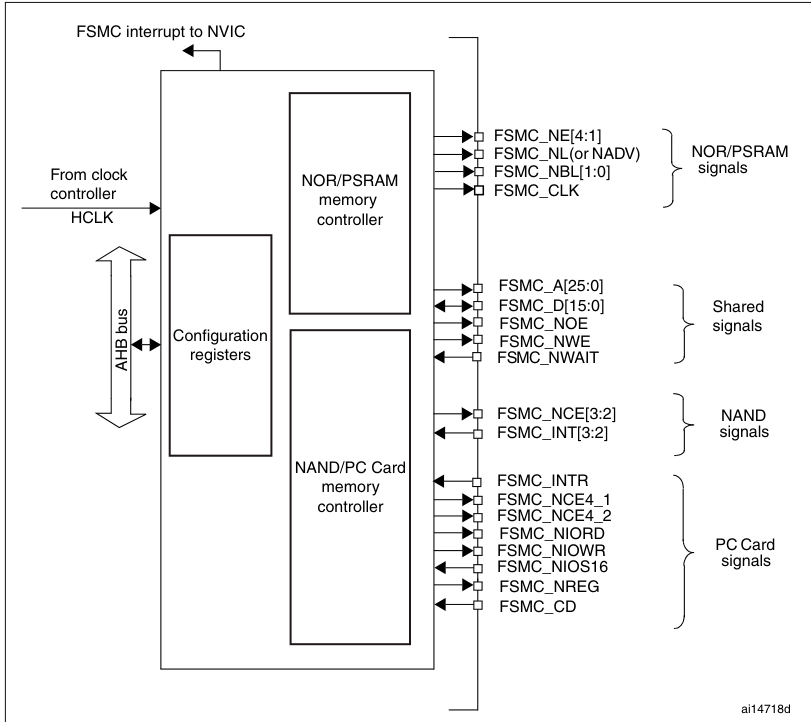 FSMC interrupt to NVIC
From clock
controller
HCLK
AHB bus
Configuration
registers
NOR/PSRAM
memory
controller
NAND/PC Card
memory
controller
FSMC_NE[4:1]
FSMC_NL(or NADV)
FSMC_NBL[1:0]
FSMC_CLK
NOR/PSRAM
signals
FSMC_A[25:0]
FSMC_D[15:0]
FSMC_NOE
FSMC_NWE
FSMC_NWAIT
Shared
signals
FSMC_NCE[3:2]
FSMC_INT[3:2]
NAND
signals
FSMC_INTR
FSMC_NCE4_1
FSMC_NCE4_2
FSMC_NIORD
FSMC_NIOWR
FSMC_NIOS16
FSMC_NREG
FSMC_CD
PC Card
signals
ai14718d